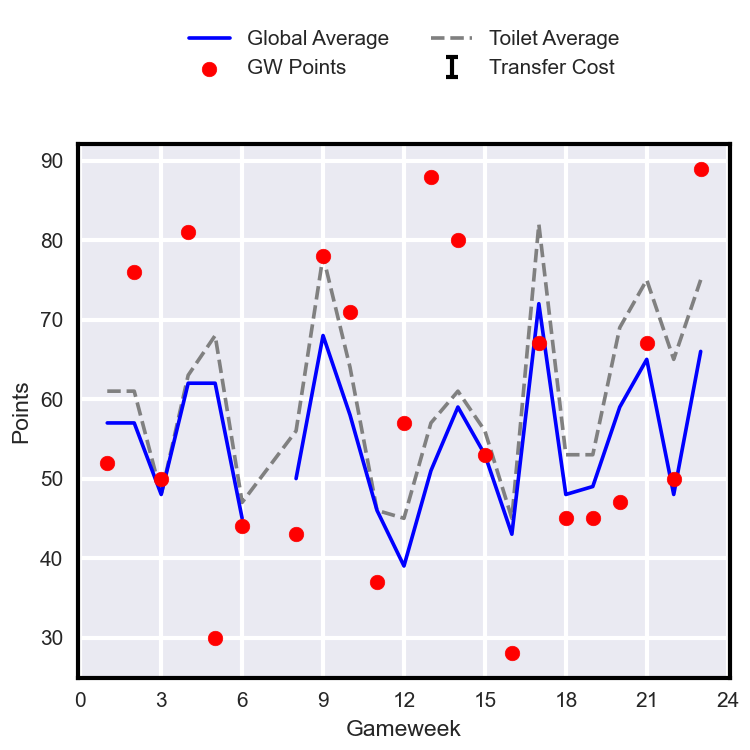 Global Average
Toilet Average
GW Points
Transfer Cost
90
80
70
60
50
40
30
Points
0 3 6 9 12 15 18 21 24
Gameweek